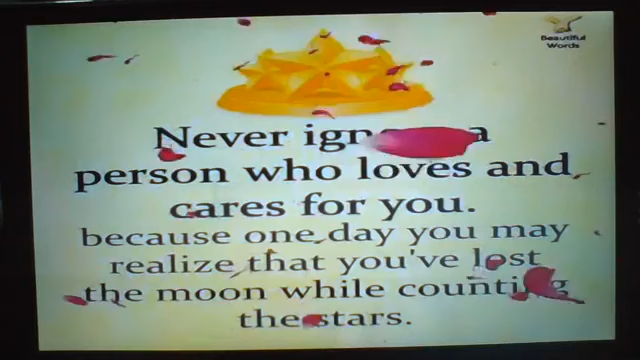 Beautiful
Words
Never ignore a
person who loves and
cares for you.
because one day you may
realize that you've lost
the moon while counting
the stars.